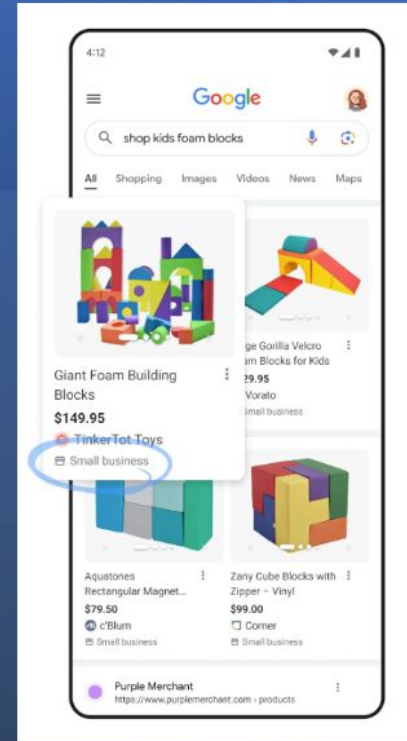 4:12
Google
shop kids foam blocks
All Shopping Images Videos News Maps
Giant Foam Building
Blocks
$149.95
TinkerTot Toys
Small business
ge Gorilla Velcro
am Blocks for Kids
29.95
Vorato
Small business
Aquatones
Rectangular Magnet...
$79.50
c'Blum
Small business
Zany Cube Blocks with
Zipper – Vinyl
$99.00
Corner
Small business
Purple Merchant
https://www.purplemerchant.com › products